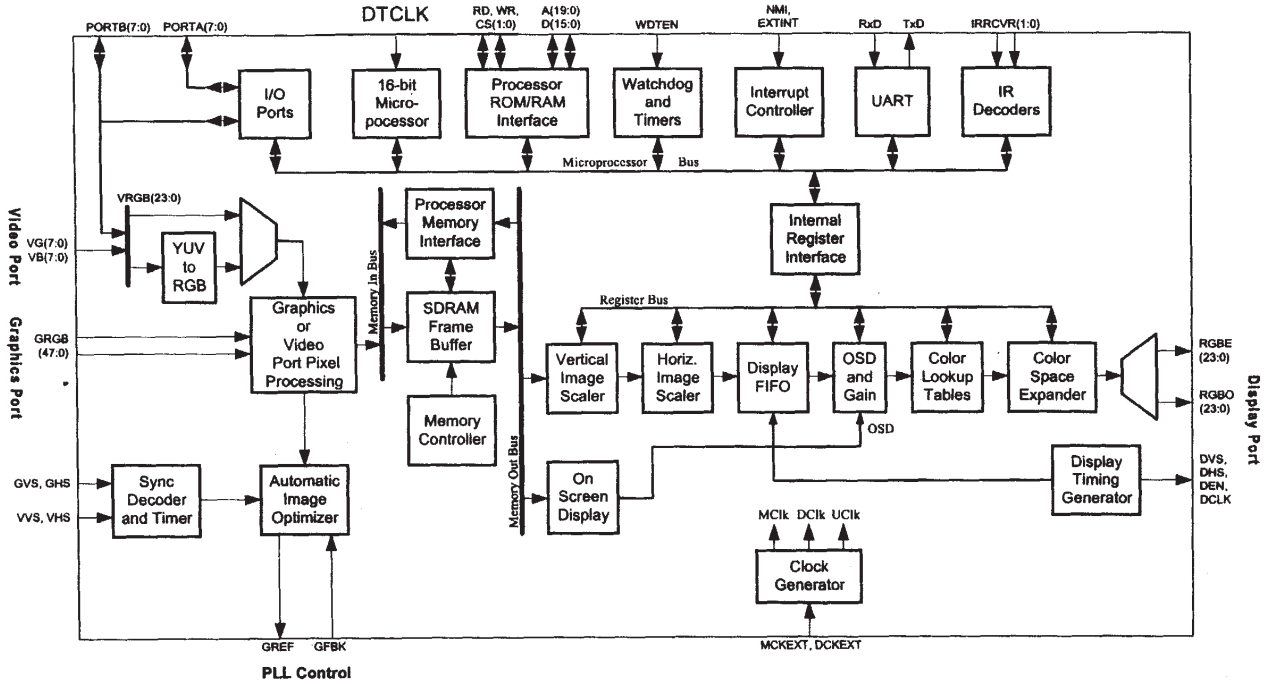 DTCLK
RD, WR,
CS(1:0)
A(19:0)
D(15:0)
NMI,
EXTINT
PORTB(7:0)
PORTA(7:0)
WDTEN
RxD
TxD
IRRCVR(1:0)
I/O
Ports
16-bit
Micro-
pocessor
Processor
ROM/RAM
Interface
Watchdog
and
Timers
Interrupt
Controller
UART
IR
Decoders
Microprocessor Bus
VRGB(23:0)
Video Port
VG(7:0)
VB(7:0)
YUV
to
RGB
Processor
Memory
Interface
Internal
Register
Interface
Memory In Bus
Graphics
or
Video
Port Pixel
Processing
SDRAM
Frame
Buffer
Register Bus
Graphics Port
GRGB
(47:0)
Vertical
Image
Scaler
Horiz.
Image
Scaler
Display
FIFO
OSD
and
Gain
Color
Lookup
Tables
Color
Space
Expander
RGBE
(23:0)
RGBO
(23:0)
Display Port
Memory
Controller
OSD
Memory Out Bus
GVS, GHS
VVS, VHS
Sync
Decoder
and Timer
Automatic
Image
Optimizer
On
Screen
Display
Display
Timing
Generator
DVS,
DHS,
DEN,
DCLK
MClk
DClk
UClk
Clock
Generator
GREF
GFBK
MCKEXT, DCKEXT
PLL Control